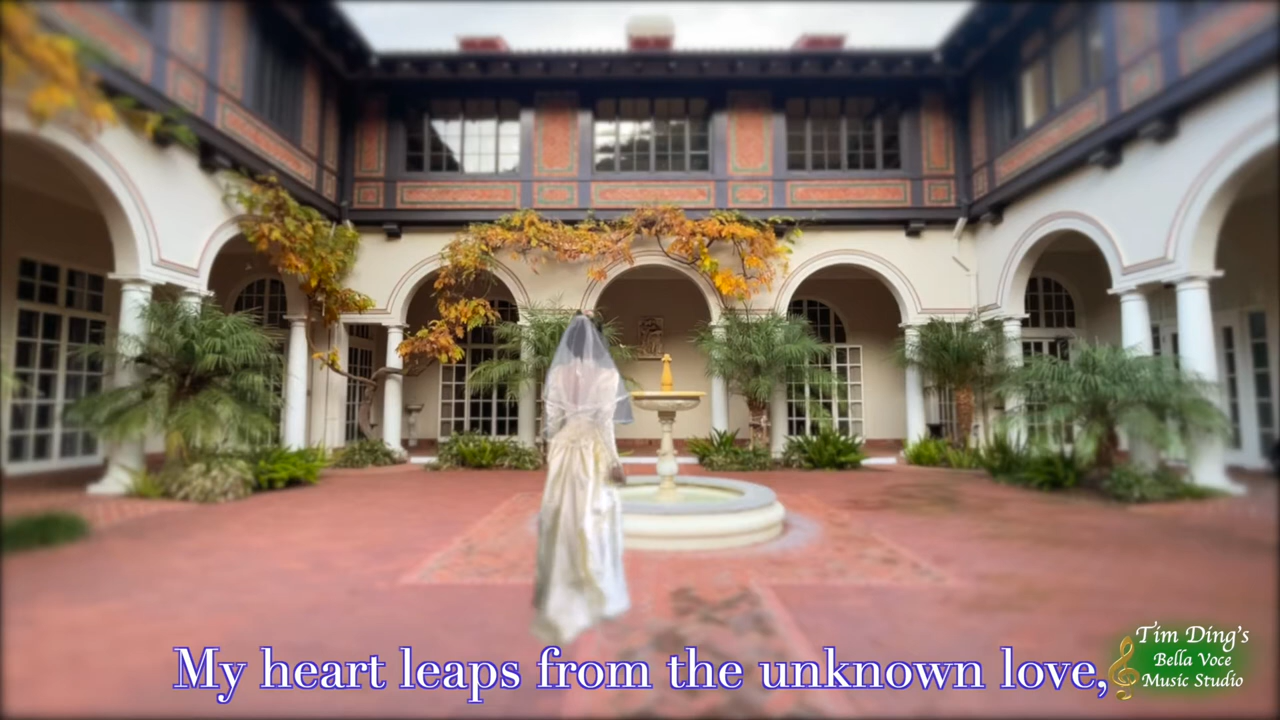 My heart leaps from the unknown love,
Tim Ding's
Bella Voce
Music Studio